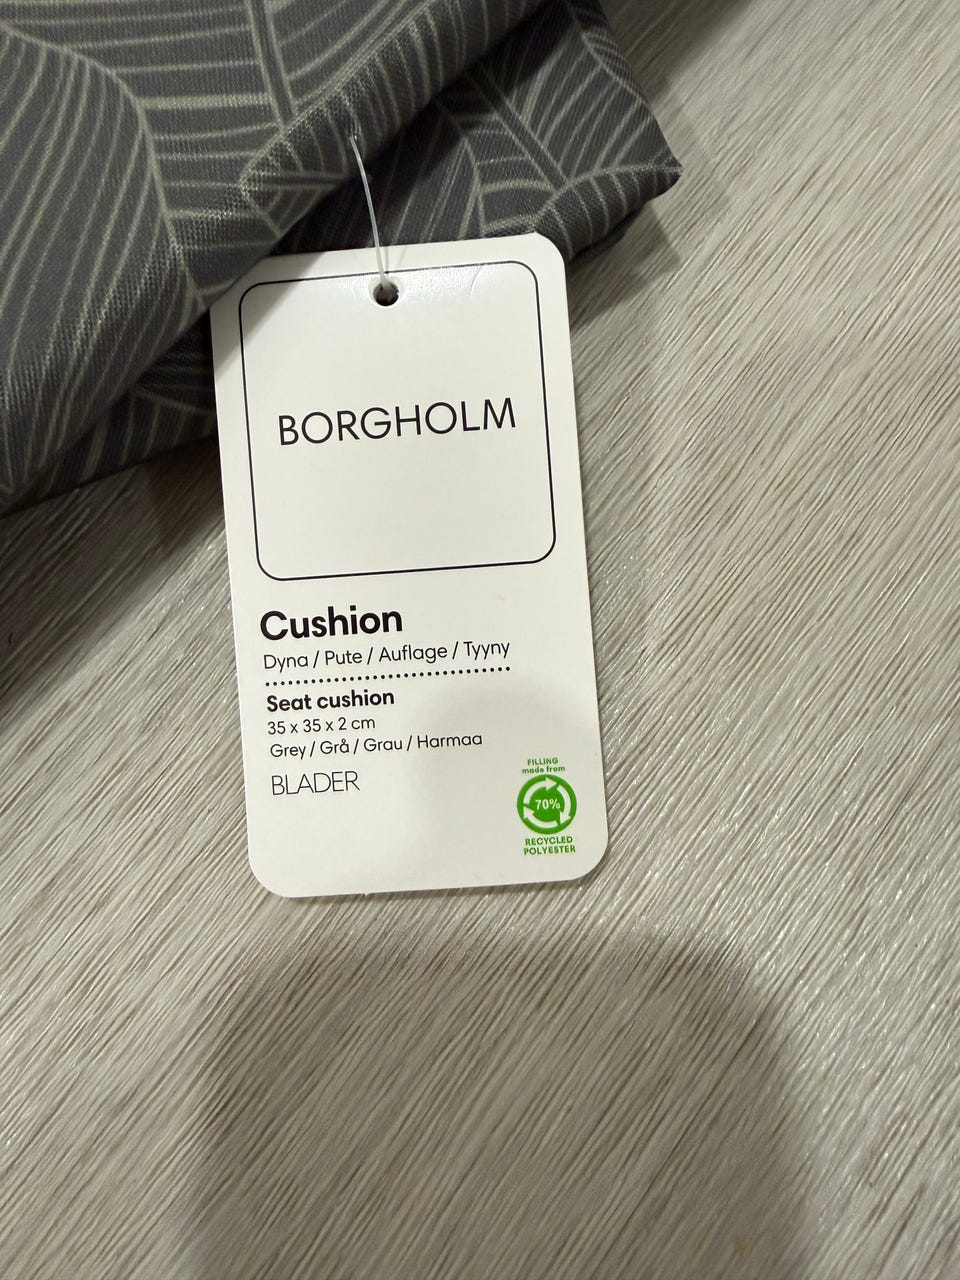 BORGHOLM
Cushion
Dyna / Pute / Auflage / Tyyny
Seat cushion
35 x 35 x 2 cm
Grey / Grå / Grau / Harmaa
BLADER
FILLING
made from
70%
RECYCLED
POLYESTER